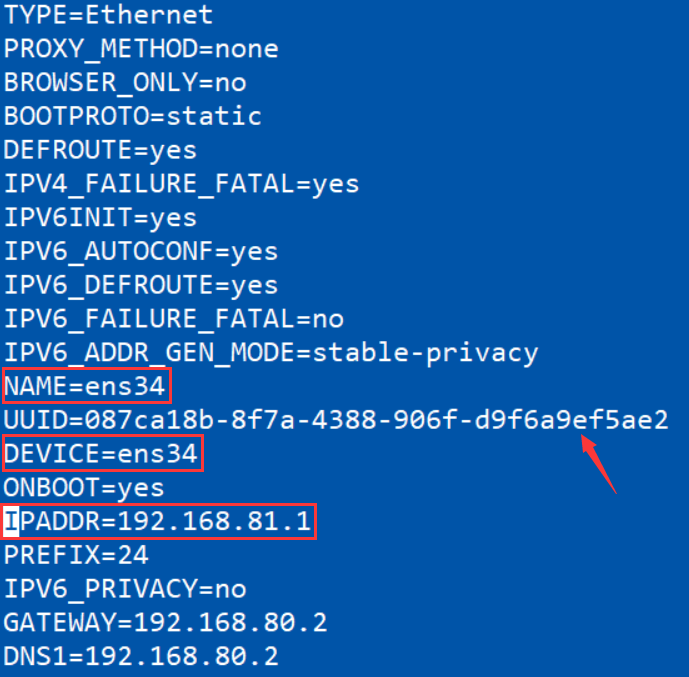 TYPE=Ethernet
PROXY_METHOD=none
BROWSER_ONLY=no
BOOTPROTO=static
DEFROUTE=yes
IPV4_FAILURE_FATAL=yes
IPV6INIT=yes
IPV6_AUTOCONF=yes
IPV6_DEFROUTE=yes
IPV6_FAILURE_FATAL=no
IPV6_ADDR_GEN_MODE=stable-privacy
NAME=ens34
UUID=087ca18b-8f7a-4388-906f-d9f6a9ef5ae2
DEVICE=ens34
ONBOOT=yes
IPADDR=192.168.81.1
PREFIX=24
IPV6_PRIVACY=no
GATEWAY=192.168.80.2
DNS1=192.168.80.2